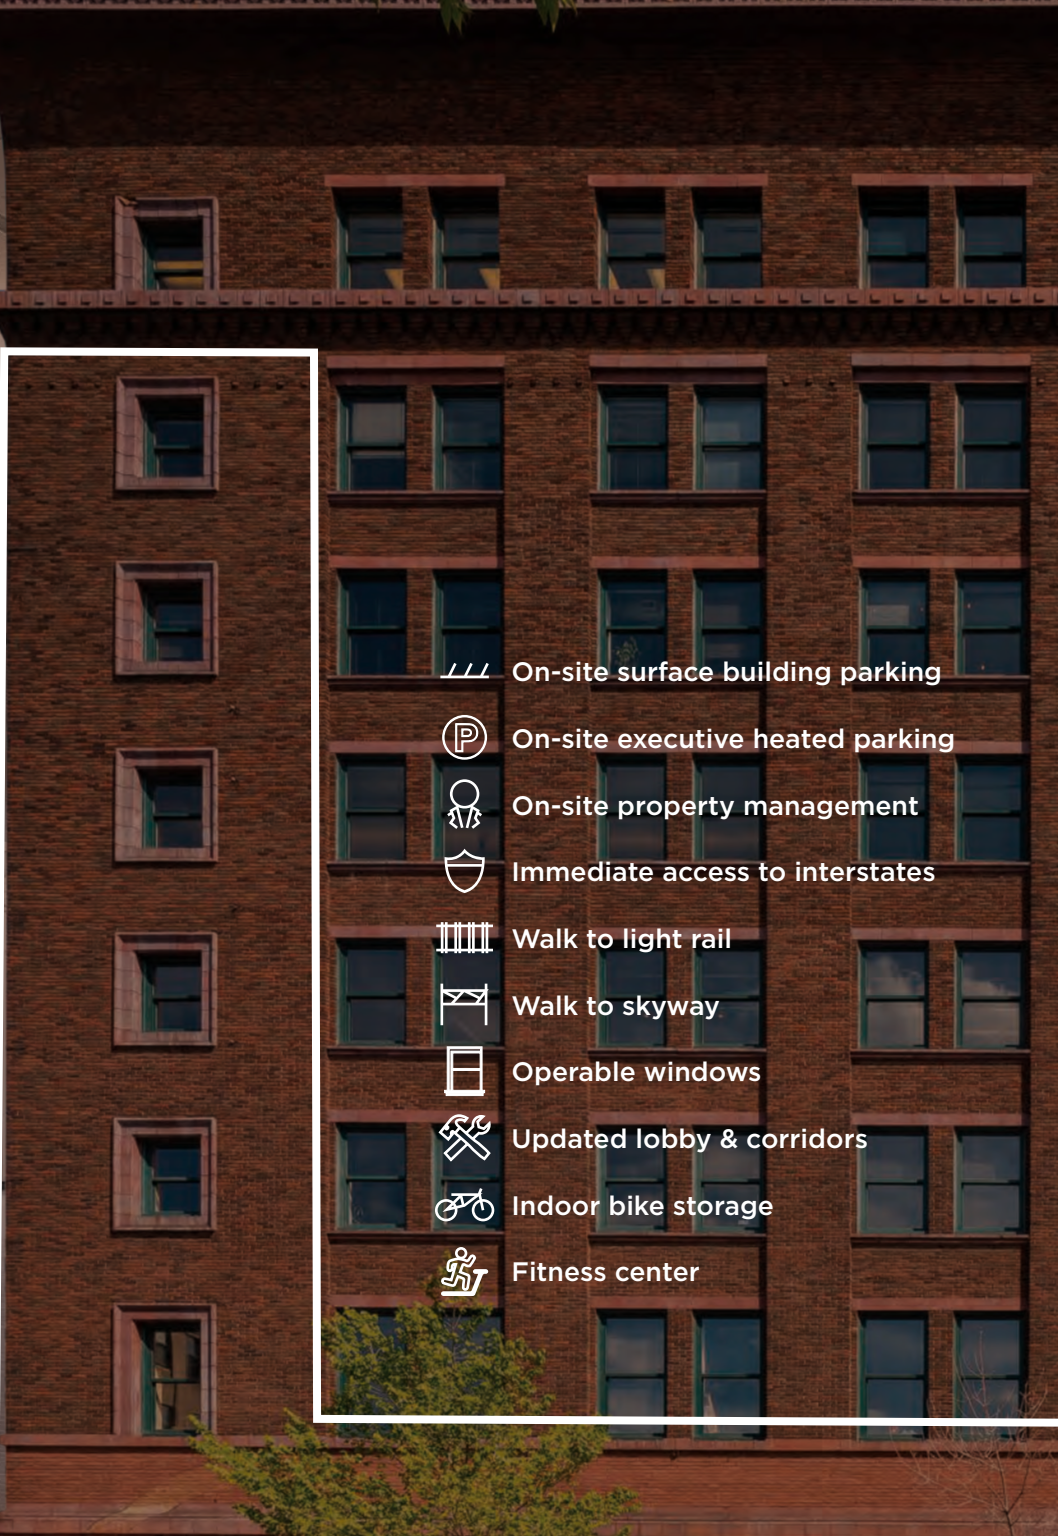 On-site surface building parking
P On-site executive heated parking
On-site property management
Immediate access to interstates
Walk to light rail
Walk to skyway
Operable windows
Updated lobby & corridors
Indoor bike storage
Fitness center